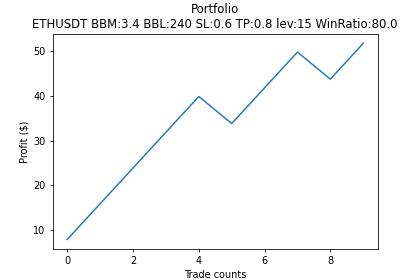 Portfolio
ETHUSDT BBM:3.4 BBL:240 SL:0.6 TP:0.8 lev:15 WinRatio:80.0
50
40
30
20
10
Profit ($)
0 2 4 6 8
Trade counts